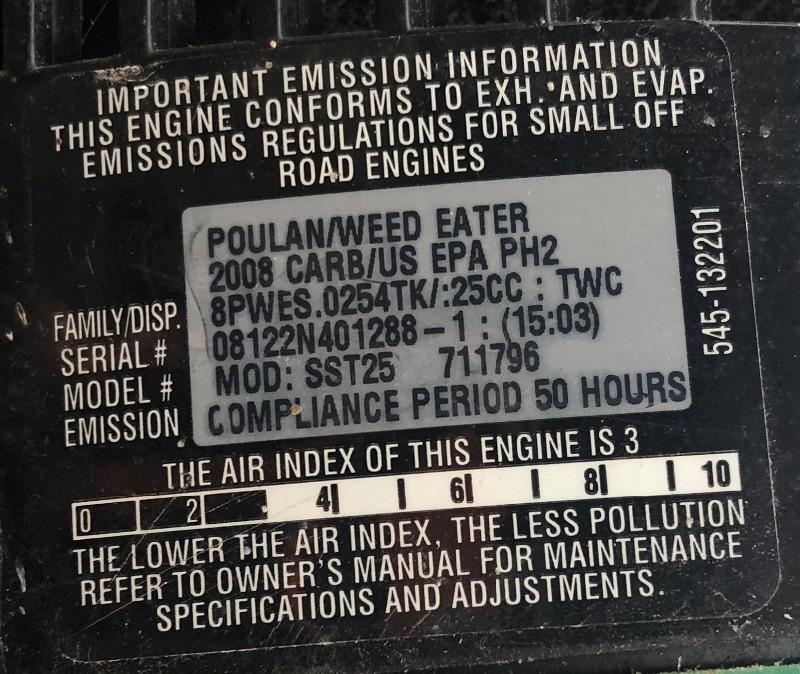 IMPORTANT EMISSION INFORMATION
THIS ENGINE CONFORMS TO EXH. AND EVAP.
EMISSIONS REGULATIONS FOR SMALL OFF
ROAD ENGINES
POULAN/WEED EATER
2008 CARB/US EPA PH2
FAMILY/DISP. 8PWES.0254TK/:25CC : TWC
SERIAL # 08122N401288-1 : (15:03)
MODEL # MOD: SST25 711796
EMISSION COMPLIANCE PERIOD 50 HOURS
545-132201
THE AIR INDEX OF THIS ENGINE IS 3
0 2 4 6 8 10
THE LOWER THE AIR INDEX, THE LESS POLLUTION
REFER TO OWNER'S MANUAL FOR MAINTENANCE
SPECIFICATIONS AND ADJUSTMENTS.